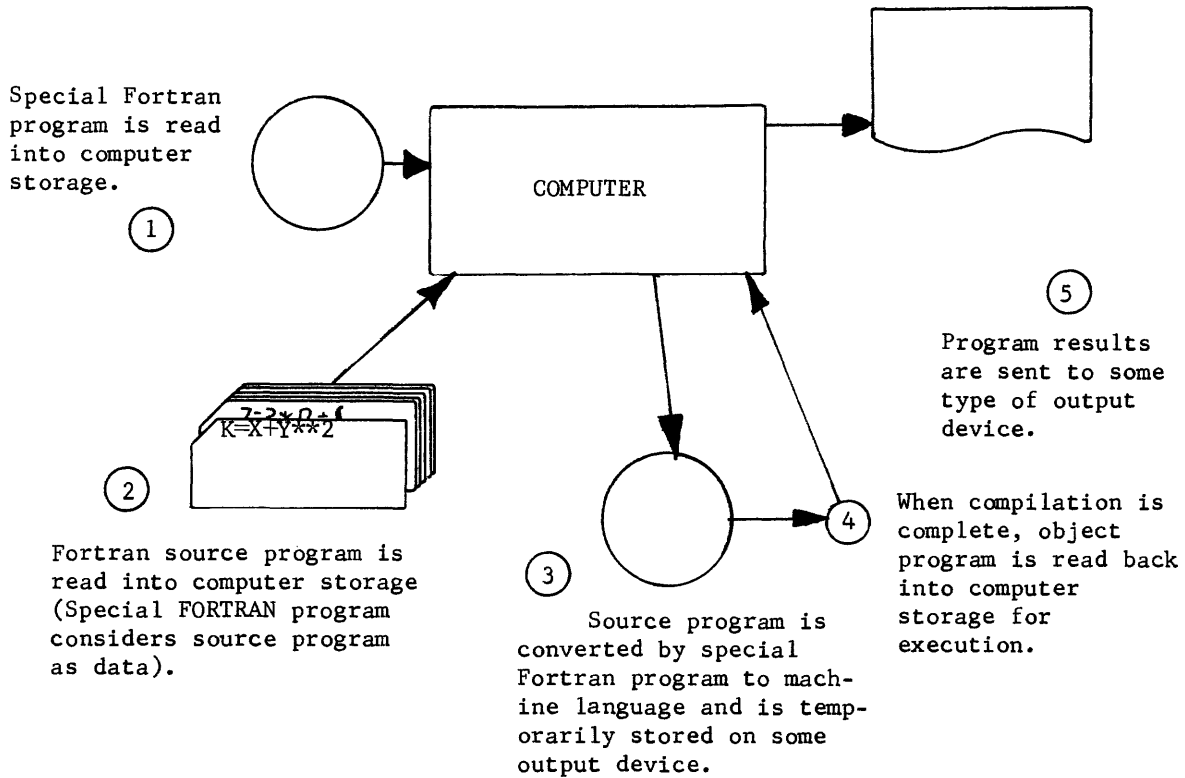 Special Fortran
program is read
into computer
storage.
1
COMPUTER
K=X+Y**2
2
Fortran source program is
read into computer storage
(Special FORTRAN program
considers source program
as data).
3
Source program is
converted by special
Fortran program to mach-
ine language and is temp-
orarily stored on some
output device.
4
When compilation is
complete, object
program is read back
into computer
storage for
execution.
5
Program results
are sent to some
type of output
device.